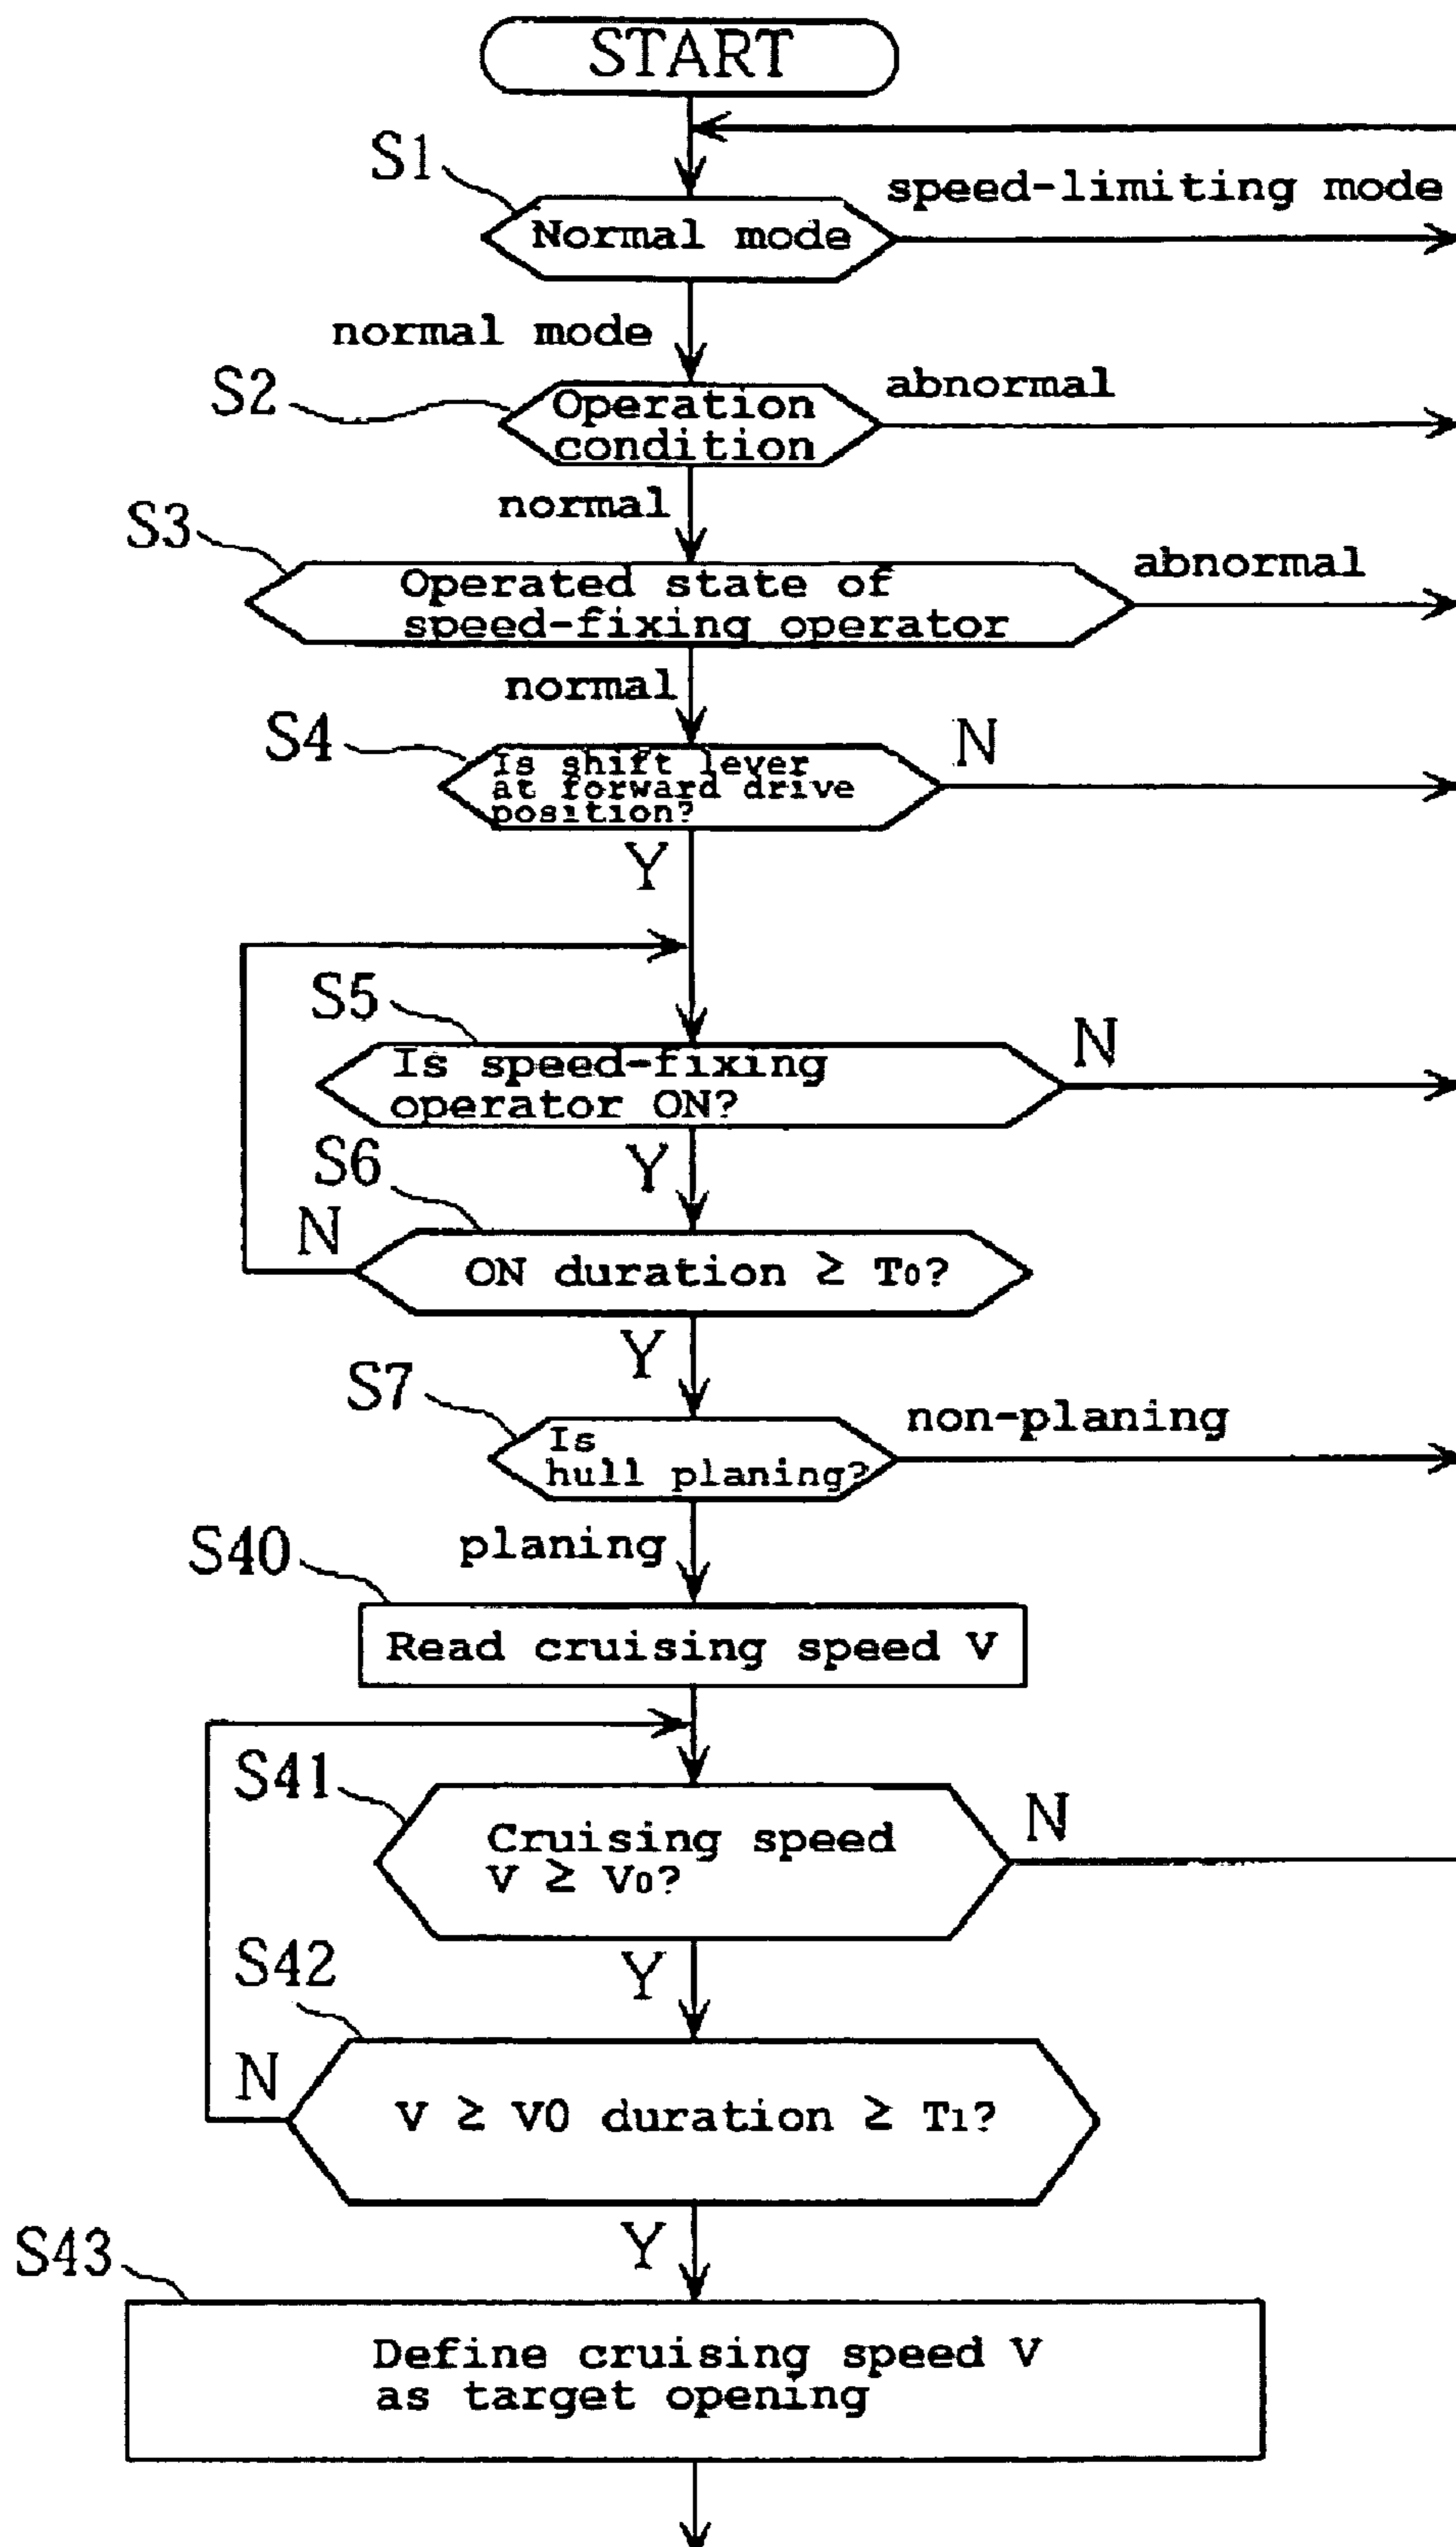 START
S1
speed-limiting mode
Normal mode
normal mode
S2
abnormal
Operation
condition
normal
S3
abnormal
Operated state of
speed-fixing operator
normal
S4
N
Is shift lever
at forward drive
position?
Y
S5
N
Is speed-fixing
operator ON?
S6
Y
N
ON duration ≥ T0?
Y
S7
non-planing
Is
hull planing?
planing
S40
Read cruising speed V
S41
N
Cruising speed
V ≥ V0?
S42
Y
N
V ≥ V0 duration ≥ T1?
Y
S43
Define cruising speed V
as target opening